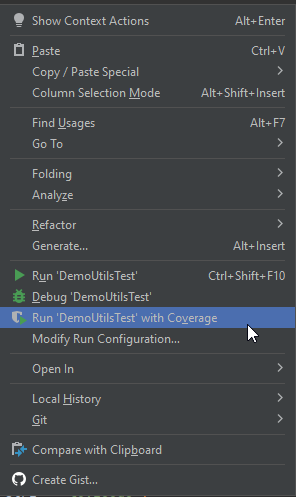 Show Context Actions Alt+Enter
Paste Ctrl+V
Copy / Paste Special
Column Selection Mode Alt+Shift+Insert
Find Usages Alt+F7
Go To
Folding
Analyze
Refactor
Generate... Alt+Insert
Run 'DemoUtilsTest' Ctrl+Shift+F10
Debug 'DemoUtilsTest'
Run 'DemoUtilsTest' with Coverage
Modify Run Configuration...
Open In
Local History
Git
Compare with Clipboard
Create Gist...